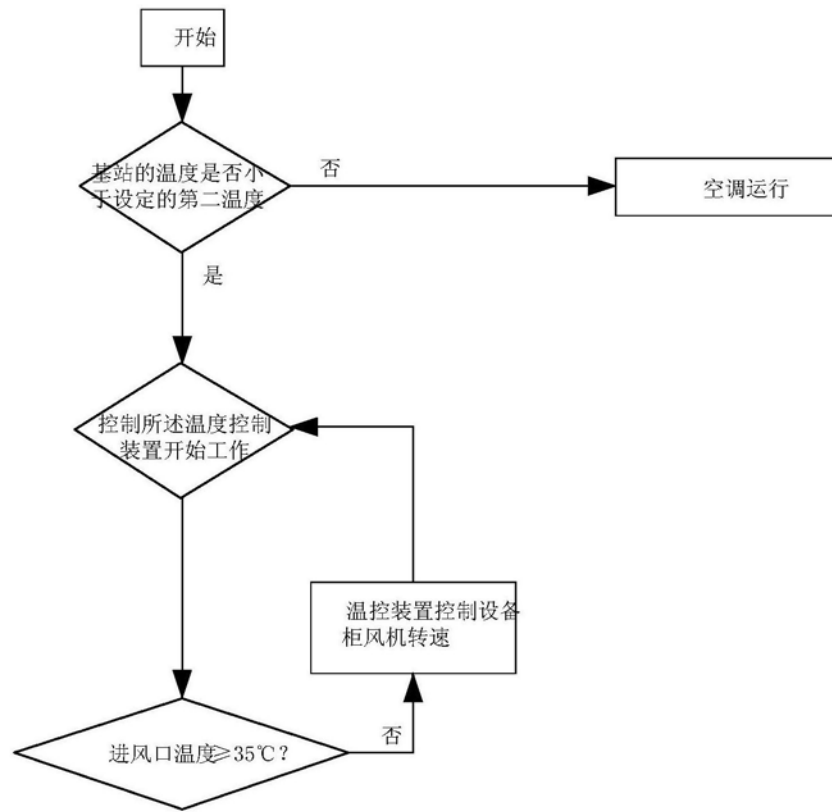 开始
基站的温度是否小
于设定的第二温度
否
空调运行
是
控制所述温度控制
装置开始工作
温控装置控制设备
柜风机转速
进风口温度≥35℃?
否